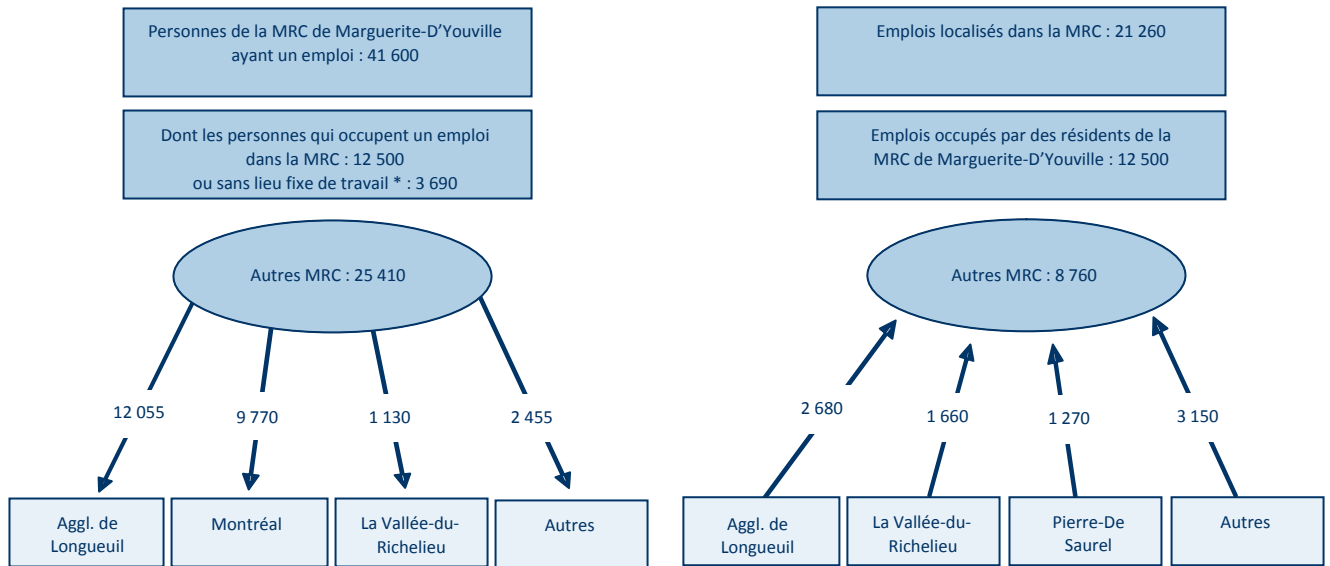 Personnes de la MRC de Marguerite-D'Youville
ayant un emploi : 41 600
Dont les personnes qui occupent un emploi
dans la MRC : 12 500
ou sans lieu fixe de travail * : 3 690
Autres MRC : 25 410
12 055
9 770
1 130
2 455
Aggl. de
Longueuil
Montréal
La Vallée-du-
Richelieu
Autres
Emplois localisés dans la MRC : 21 260
Emplois occupés par des résidents de la
MRC de Marguerite-D'Youville : 12 500
Autres MRC : 8 760
2 680
1 660
1 270
3 150
Aggl. de
Longueuil
La Vallée-du-
Richelieu
Pierre-De
Saurel
Autres